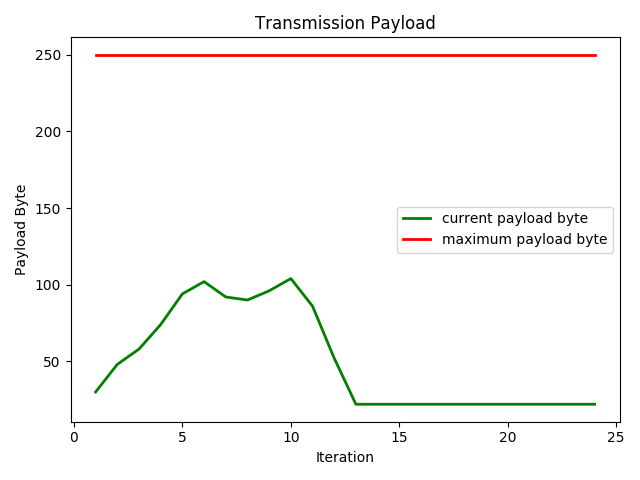 Transmission Payload
250
200
150
100
50
Payload Byte
current payload byte
maximum payload byte
0
5
10
15
20
25
Iteration